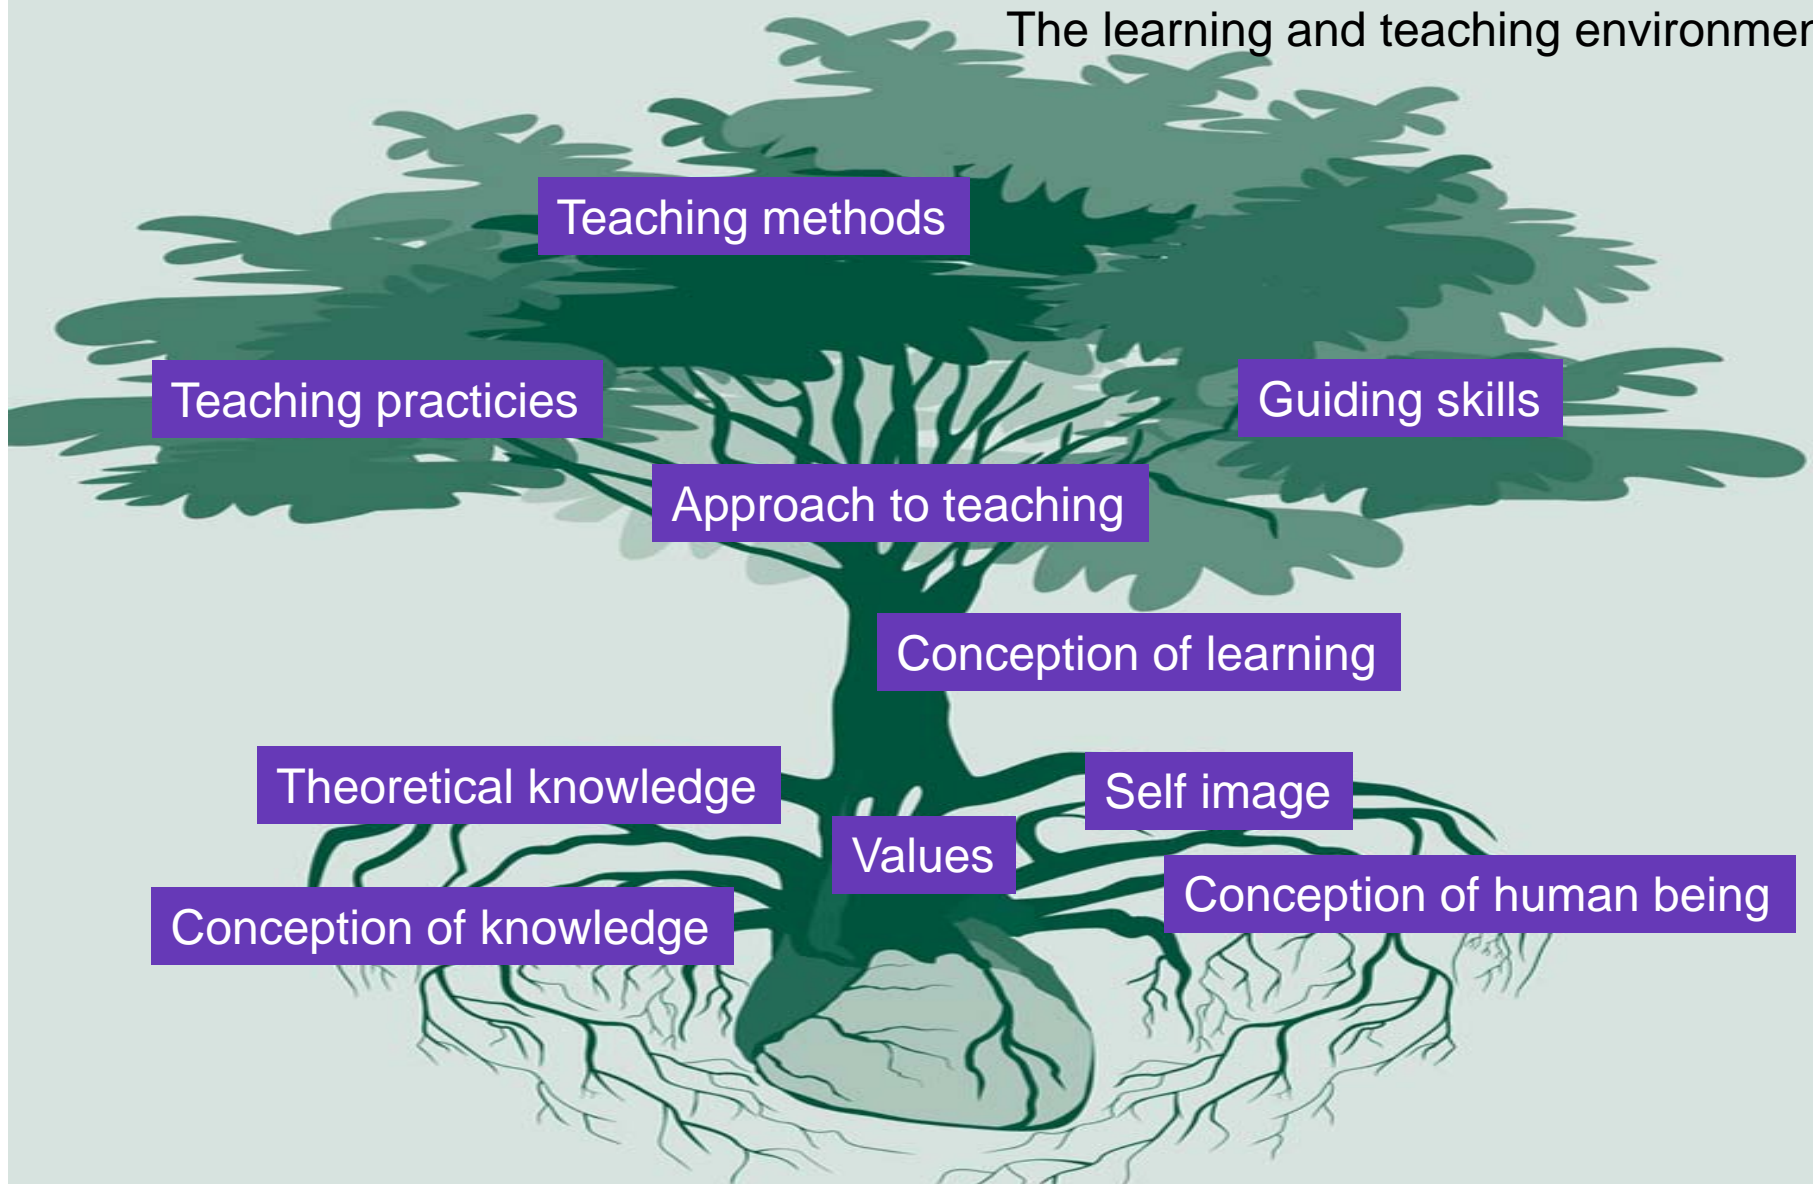 The learning and teaching environmen
Teaching methods
Teaching practicies
Guiding skills
Approach to teaching
Conception of learning
Theoretical knowledge
Self image
Values
Conception of human being
Conception of knowledge